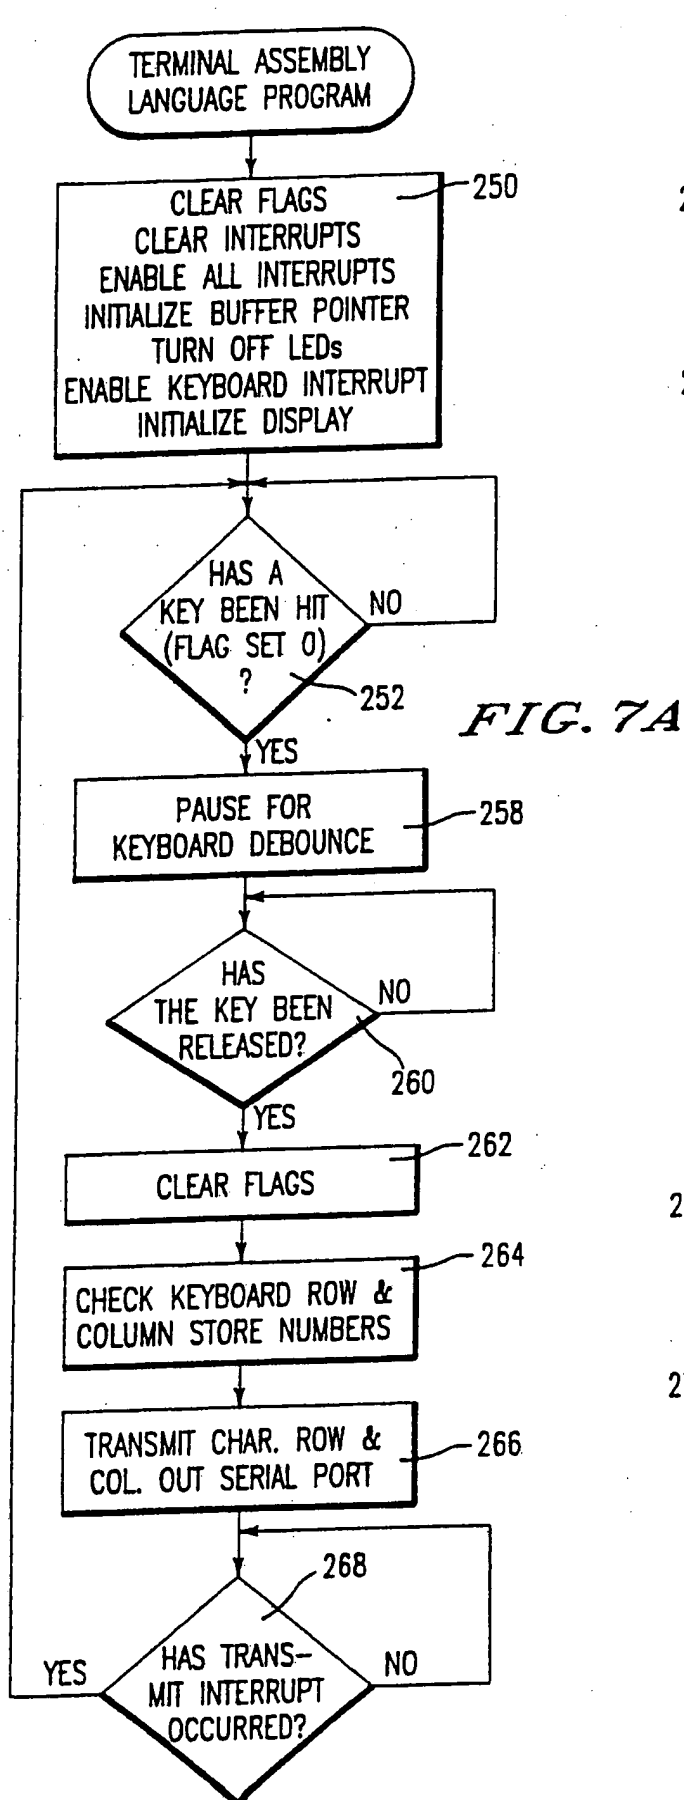 TERMINAL ASSEMBLY
LANGUAGE PROGRAM
250
CLEAR FLAGS
CLEAR INTERRUPTS
ENABLE ALL INTERRUPTS
INITIALIZE BUFFER POINTER
TURN OFF LEDs
ENABLE KEYBOARD INTERRUPT
INITIALIZE DISPLAY
HAS A
KEY BEEN HIT
(FLAG SET 0)
?
NO
252
YES
FIG. 7A
PAUSE FOR
KEYBOARD DEBOUNCE
258
HAS
THE KEY BEEN
RELEASED?
NO
260
YES
262
CLEAR FLAGS
264
CHECK KEYBOARD ROW &
COLUMN STORE NUMBERS
TRANSMIT CHAR. ROW &
COL. OUT SERIAL PORT
266
268
HAS TRANS-
MIT INTERRUPT
OCCURRED?
YES
NO